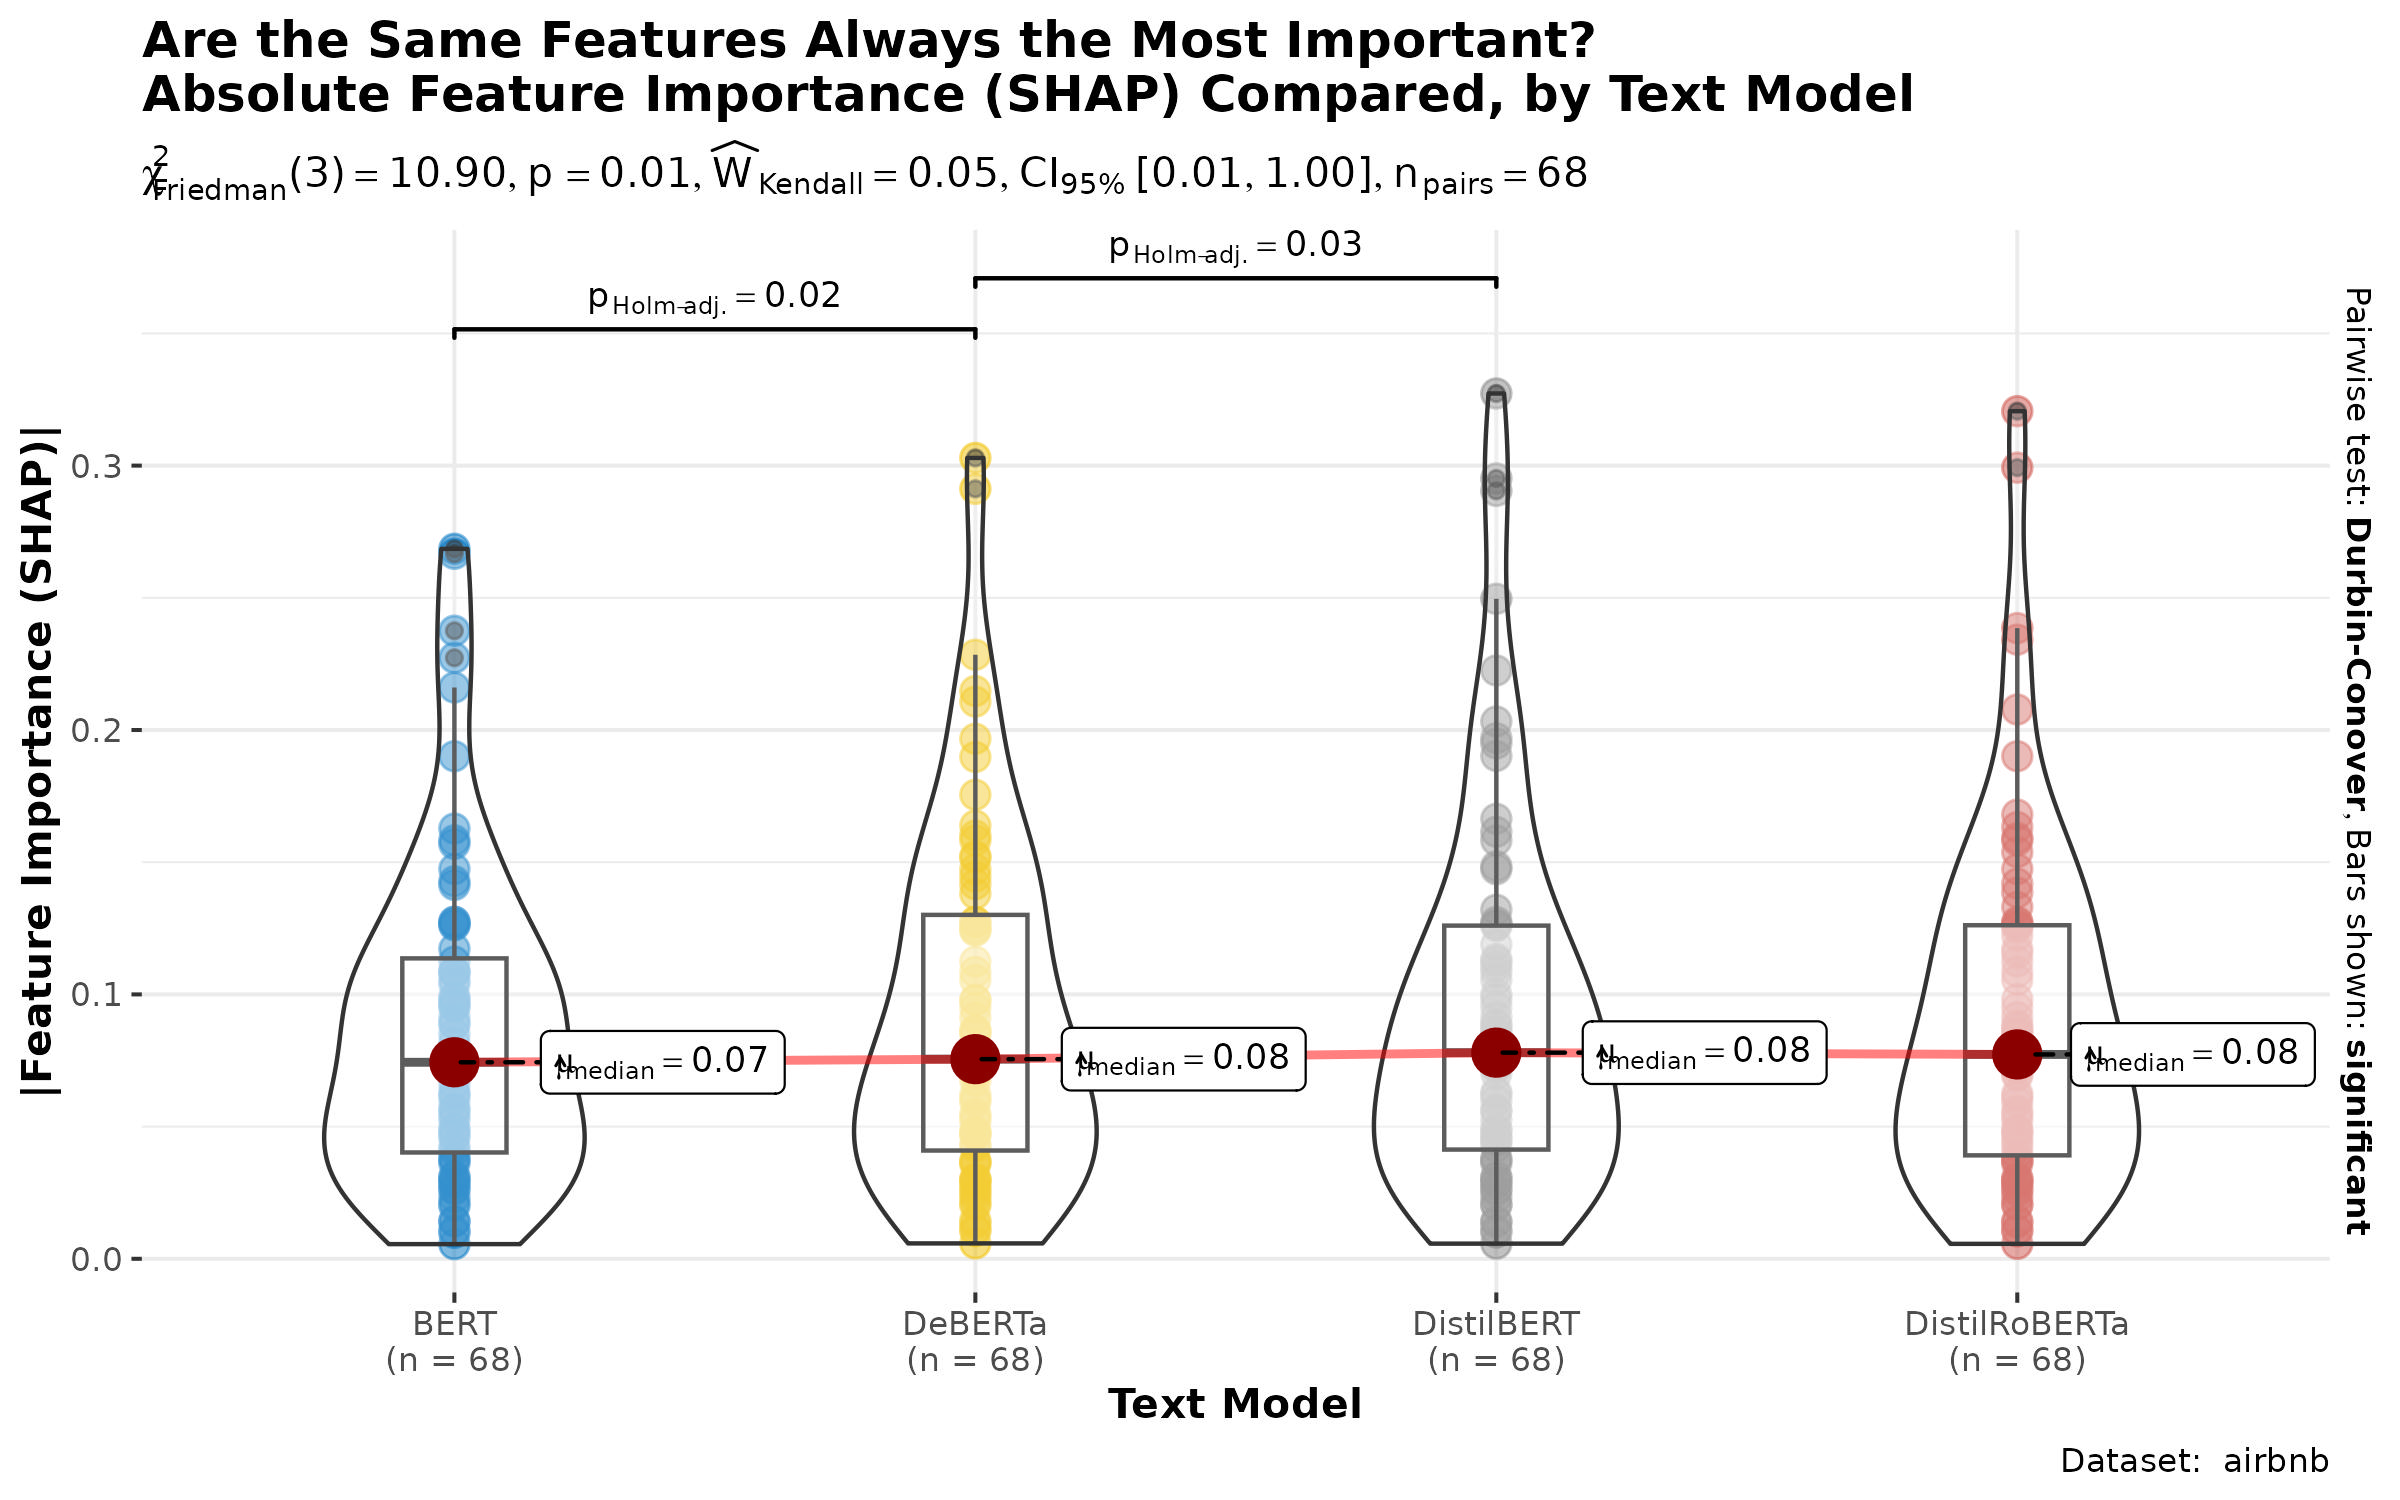 Are the Same Features Always the Most Important?
Absolute Feature Importance (SHAP) Compared, by Text Model
χ²Friedman(3) = 10.90, p = 0.01, ŴKendall = 0.05, CI95% [0.01, 1.00], npairs = 68
pHolm-adj. = 0.03
pHolm-adj. = 0.02
|Feature Importance (SHAP)|
0.3
0.2
0.1
0.0
μ̂median = 0.07
μ̂median = 0.08
μ̂median = 0.08
μ̂median = 0.08
Pairwise test: Durbin-Conover, Bars shown: significant
BERT
(n = 68)
DeBERTa
(n = 68)
DistilBERT
(n = 68)
DistilRoBERTa
(n = 68)
Text Model
Dataset: airbnb